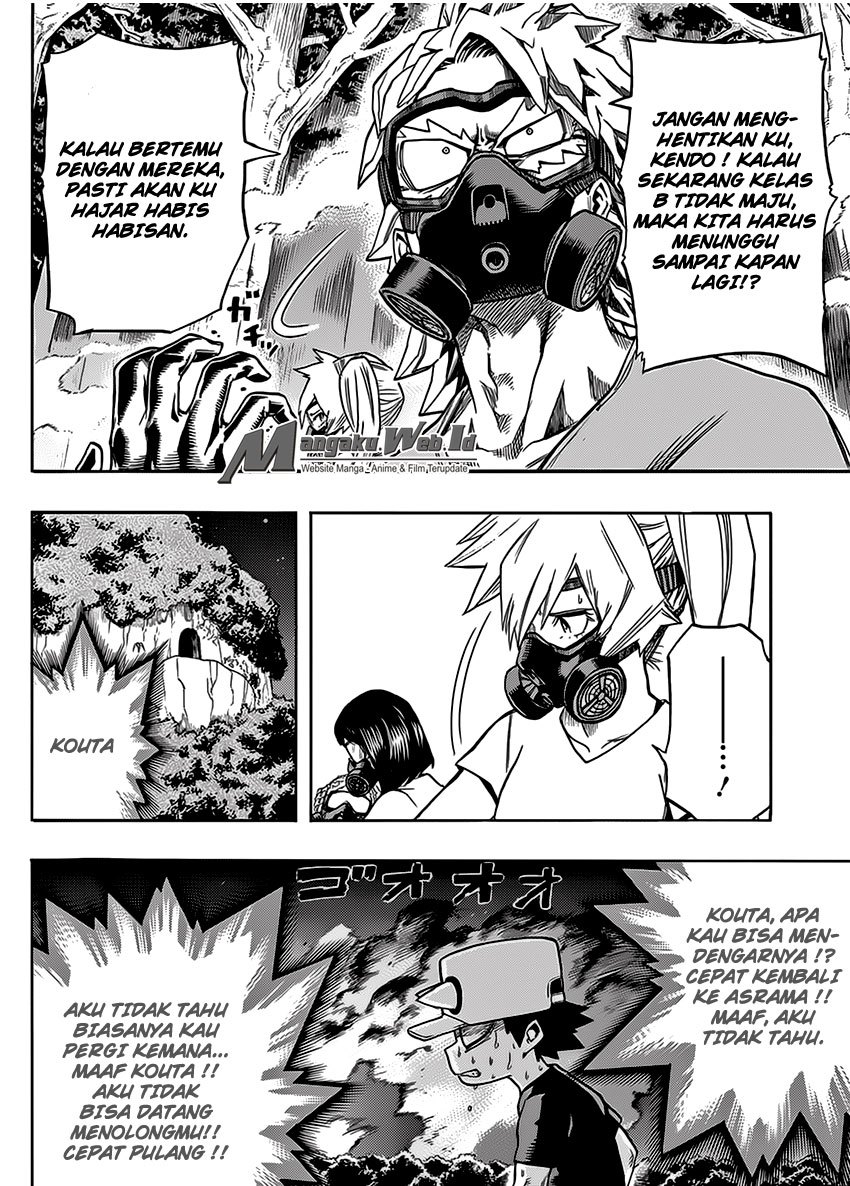 JANGAN MENG-
HENTIKAN KU,
KENDO ! KALAU
SEKARANG KELAS
B TIDAK MAJU,
MAKA KITA HARUS
MENUNGGU
SAMPAI KAPAN
LAGI!?
KALAU BERTEMU
DENGAN MEREKA,
PASTI AKAN KU
HAJAR HABIS
HABISAN.
ガチッ
Mangaku.Web.Id
Website Manga - Anime & Film Terupdate
———...!
KOUTA
ゴオオオ
KOUTA, APA
KAU BISA MEN-
DENGARNYA !?
CEPAT KEMBALI
KE ASRAMA !!
MAAF, AKU
TIDAK TAHU.
AKU TIDAK TAHU
BIASANYA KAU
PERGI KEMANA...
MAAF KOUTA !!
AKU TIDAK
BISA DATANG
MENOLONGMU!!
CEPAT PULANG !!